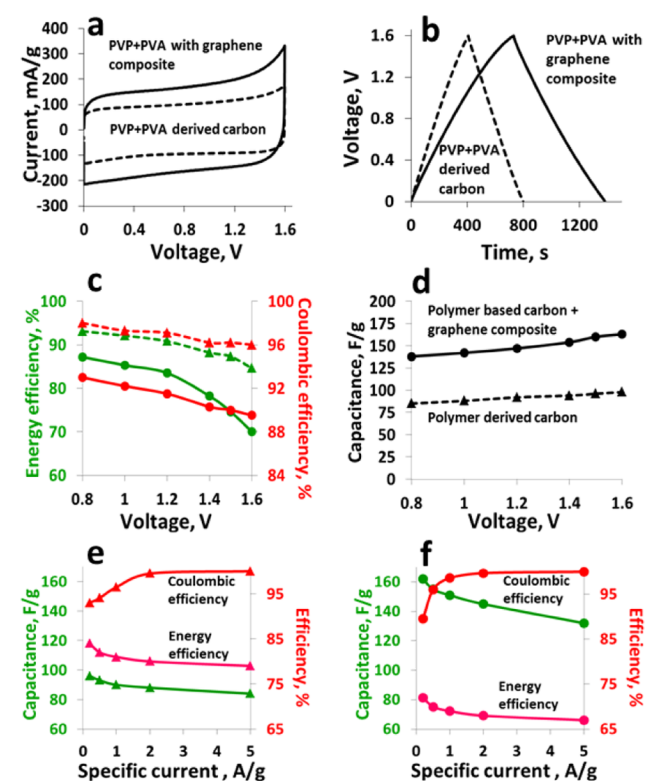 a
400
300
200
100
0
-100
-200
-300
Current, mA/g
PVP+PVA with graphene
composite
PVP+PVA derived carbon
0
0.4
0.8
1.2
1.6
Voltage, V
b
1.6
1.2
0.8
0.4
0
Voltage, V
PVP+PVA with
graphene
composite
PVP+PVA
derived
carbon
0
400
800
1200
Time, s
c
100
90
80
70
60
Energy efficiency, %
100
96
92
88
84
Coulombic efficiency, %
0.8
1
1.2
1.4
1.6
Voltage, V
d
200
175
150
125
100
75
50
25
0
Capacitance, F/g
Polymer based carbon +
graphene composite
Polymer derived carbon
0.8
1
1.2
1.4
1.6
Voltage, V
e
160
140
120
100
80
60
Capacitance, F/g
Coulombic
efficiency
Energy
efficiency
95
85
75
65
Efficiency, %
0
1
2
3
4
5
Specific current , A/g
f
160
140
120
100
80
60
Capacitance, F/g
Coulombic
efficiency
Energy
efficiency
95
85
75
65
Efficiency, %
0
1
2
3
4
5
Specific current , A/g